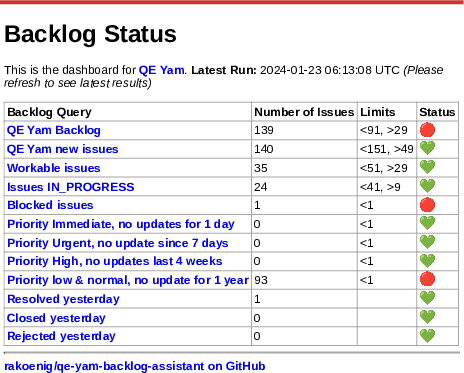 Backlog Status
This is the dashboard for QE Yam. Latest Run: 2024-01-23 06:13:08 UTC (Please
refresh to see latest results)
Backlog Query Number of Issues Limits Status
QE Yam Backlog 139 <91, >29
QE Yam new issues 140 <151, >49
Workable issues 35 <51, >29
Issues IN_PROGRESS 24 <41, >9
Blocked issues 1 <1
Priority Immediate, no updates for 1 day 0 <1
Priority Urgent, no update since 7 days 0 <1
Priority High, no updates last 4 weeks 0 <1
Priority low & normal, no update for 1 year 93 <1
Resolved yesterday 1
Closed yesterday 0
Rejected yesterday 0
rakoenig/qe-yam-backlog-assistant on GitHub